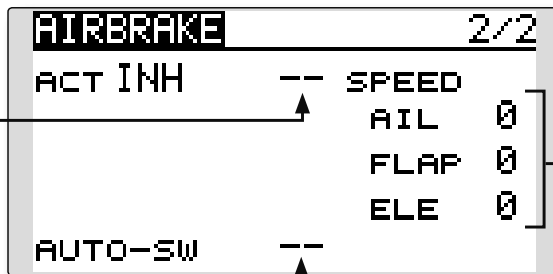 AIRBRAKE 2/2
ACT INH -- SPEED
AIL 0
FLAP 0
ELE 0
AUTO-SW --